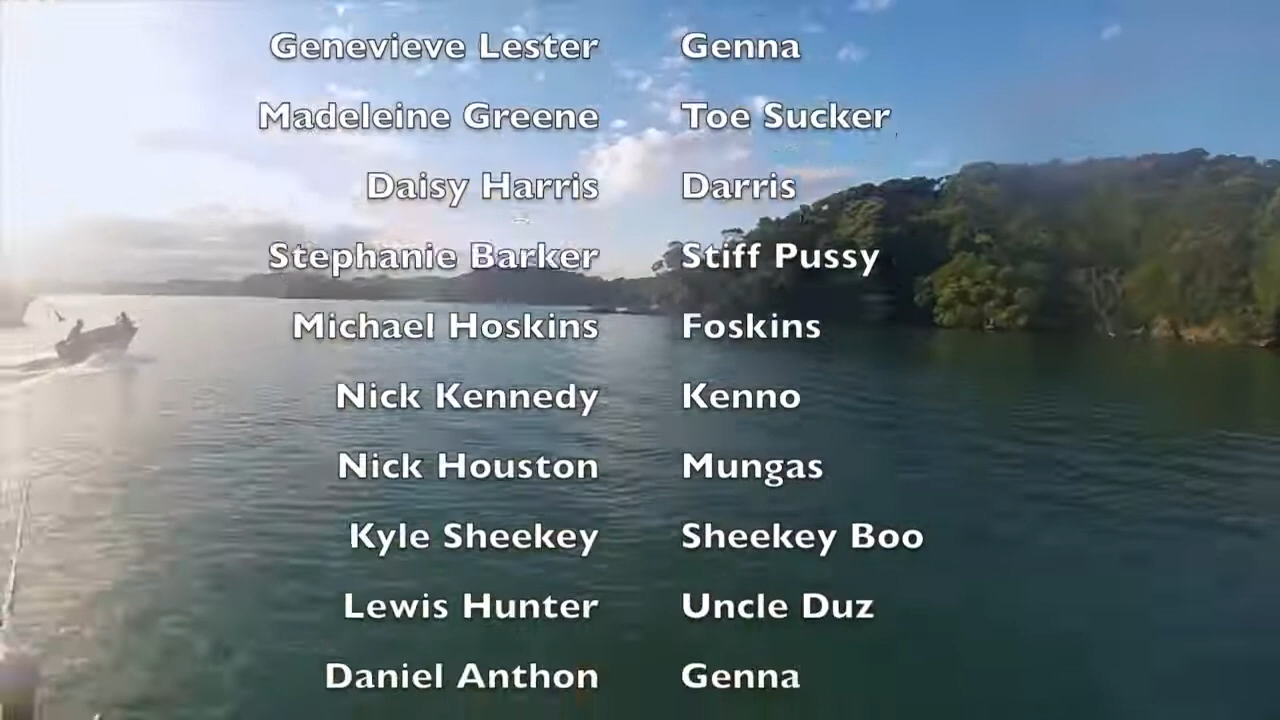 Genevieve Lester Genna
Madeleine Greene Toe Sucker
Daisy Harris Darris
Stephanie Barker Stiff Pussy
Michael Hoskins Foskins
Nick Kennedy Kenno
Nick Houston Mungas
Kyle Sheekey Sheekey Boo
Lewis Hunter Uncle Duz
Daniel Anthon Genna